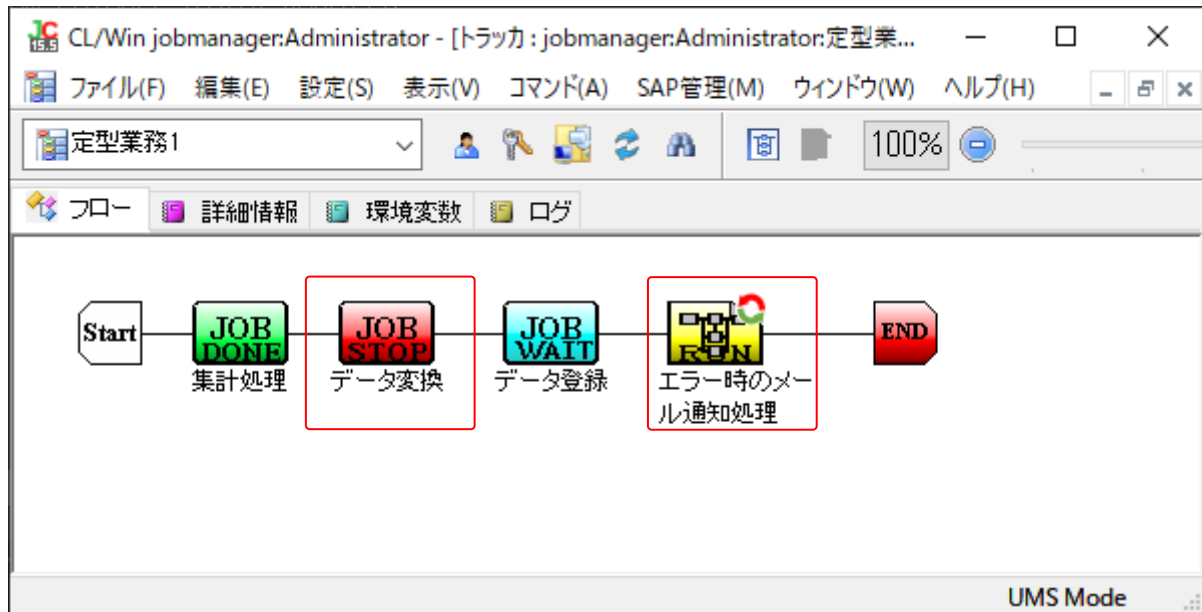 JC 15.5 CL/Win jobmanager:Administrator - [トラッカ : jobmanager:Administrator:定型業...
ファイル(F) 編集(E) 設定(S) 表示(V) コマンド(A) SAP管理(M) ウィンドウ(W) ヘルプ(H)
定型業務1 100%
フロー 詳細情報 環境変数 ログ
Start JOB DONE JOB STOP JOB WAIT RUN END
集計処理 データ変換 データ登録 エラー時のメー
ル通知処理
UMS Mode